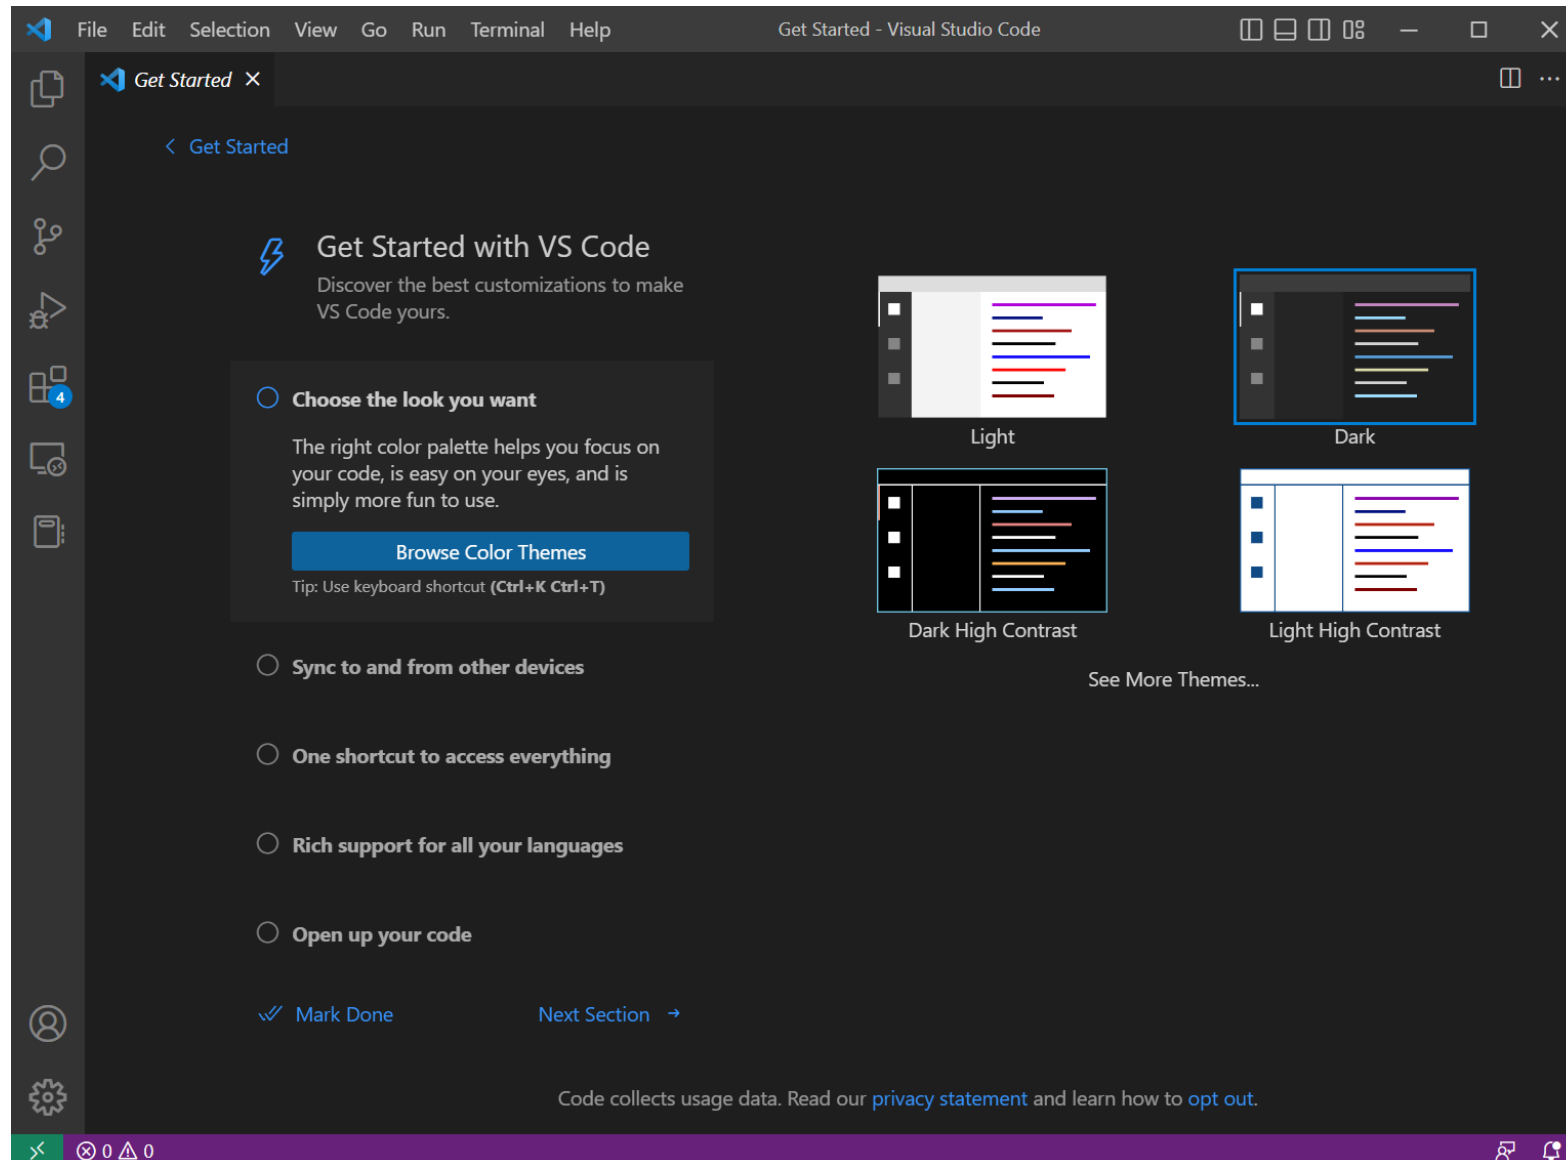 File Edit Selection View Go Run Terminal Help Get Started - Visual Studio Code
Get Started
Get Started
Get Started with VS Code
Discover the best customizations to make
VS Code yours.
Choose the look you want
The right color palette helps you focus on
your code, is easy on your eyes, and is
simply more fun to use.
Browse Color Themes
Tip: Use keyboard shortcut (Ctrl+K Ctrl+T)
4
Sync to and from other devices
One shortcut to access everything
Rich support for all your languages
Open up your code
Mark Done Next Section →
Light Dark
Dark High Contrast Light High Contrast
See More Themes...
Code collects usage data. Read our privacy statement and learn how to opt out.
0 0